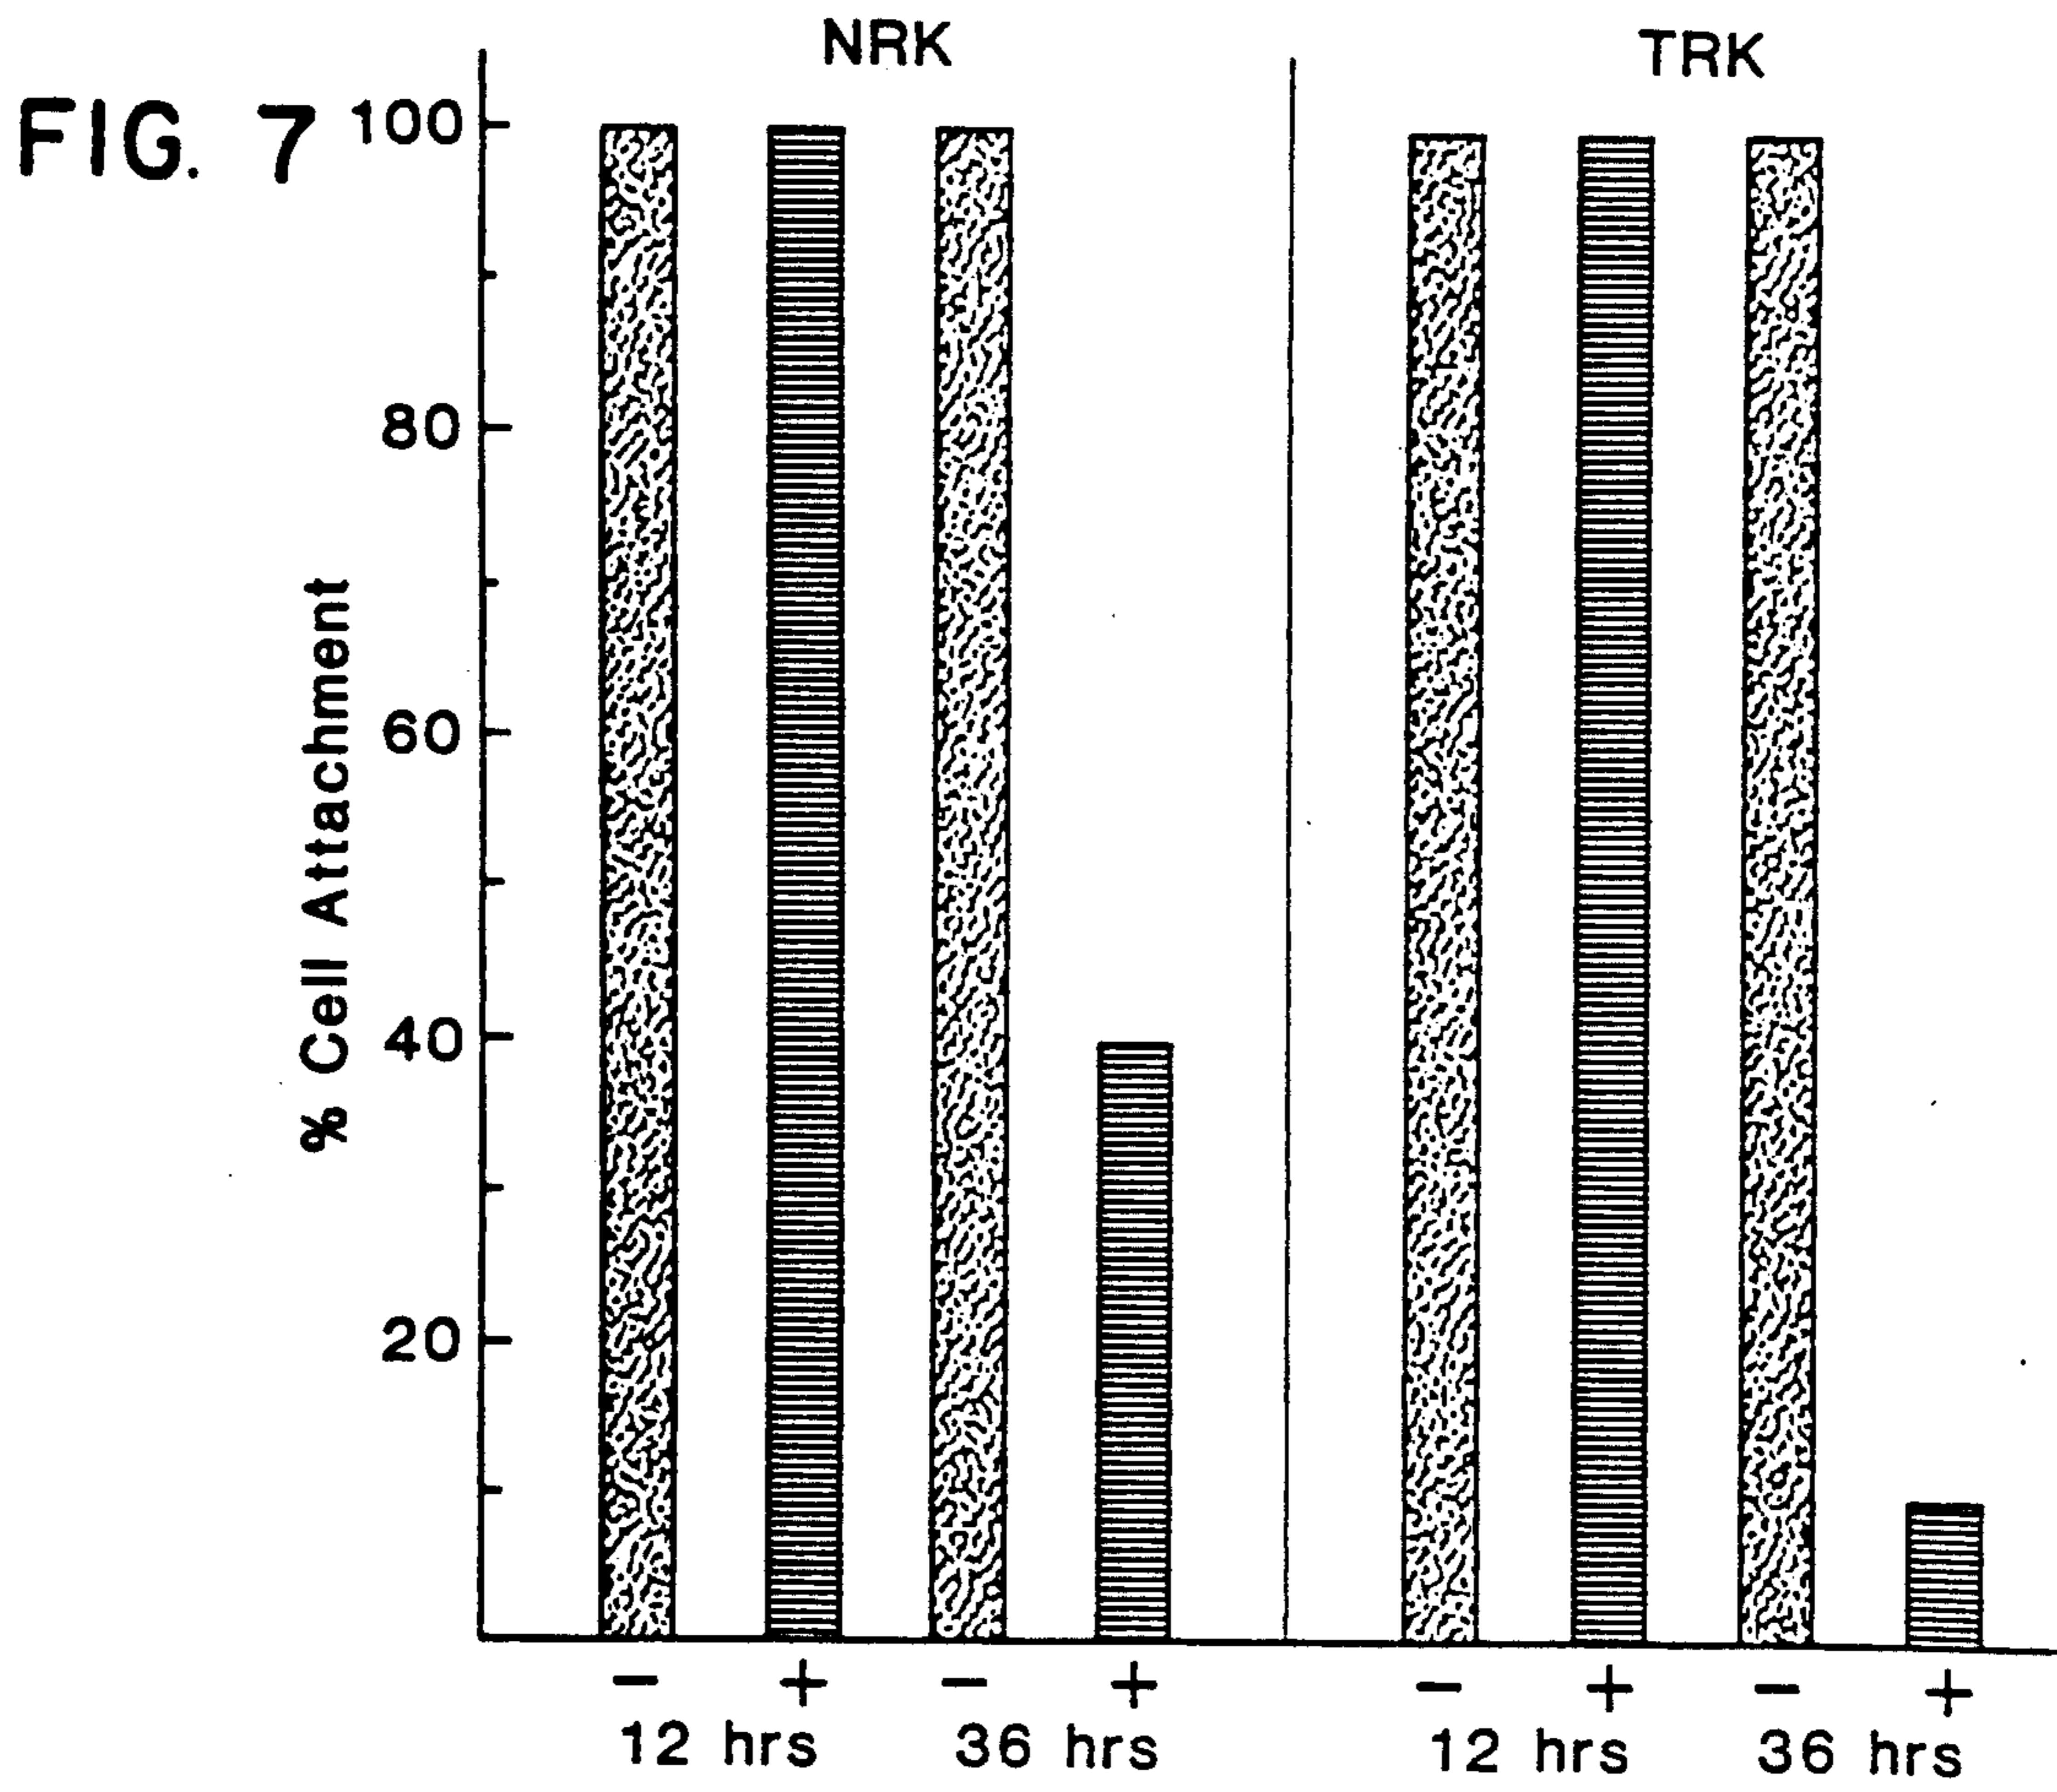 FIG. 7
NRK
TRK
% Cell Attachment
100
80
60
40
20
− + − +
12 hrs 36 hrs
− + − +
12 hrs 36 hrs